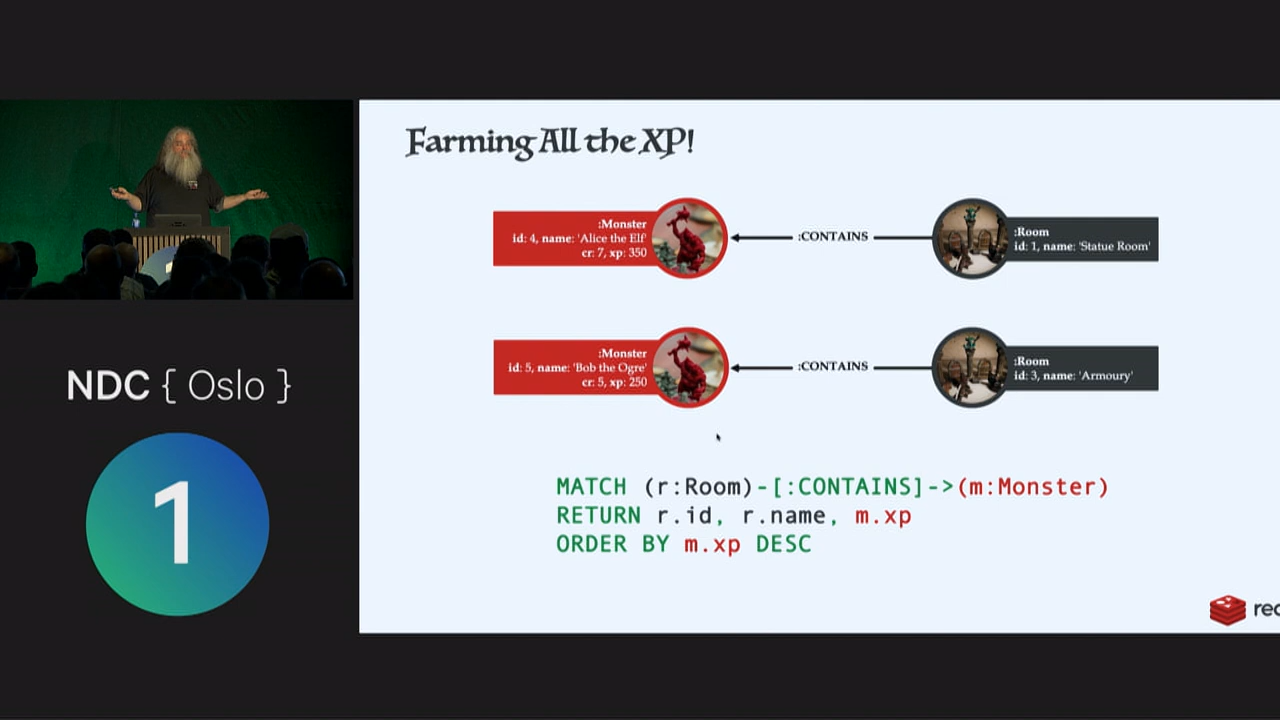 Farming All the XP!
:Monster
id: 4, name: 'Alice the Elf'
cr: 7, xp: 350
:CONTAINS
:Room
id: 1, name: 'Statue Room'
:Monster
id: 5, name: 'Bob the Ogre'
cr: 5, xp: 250
:CONTAINS
:Room
id: 3, name: 'Armoury'
NDC { Oslo }
1
MATCH (r:Room)-[:CONTAINS]->(m:Monster)
RETURN r.id, r.name, m.xp
ORDER BY m.xp DESC